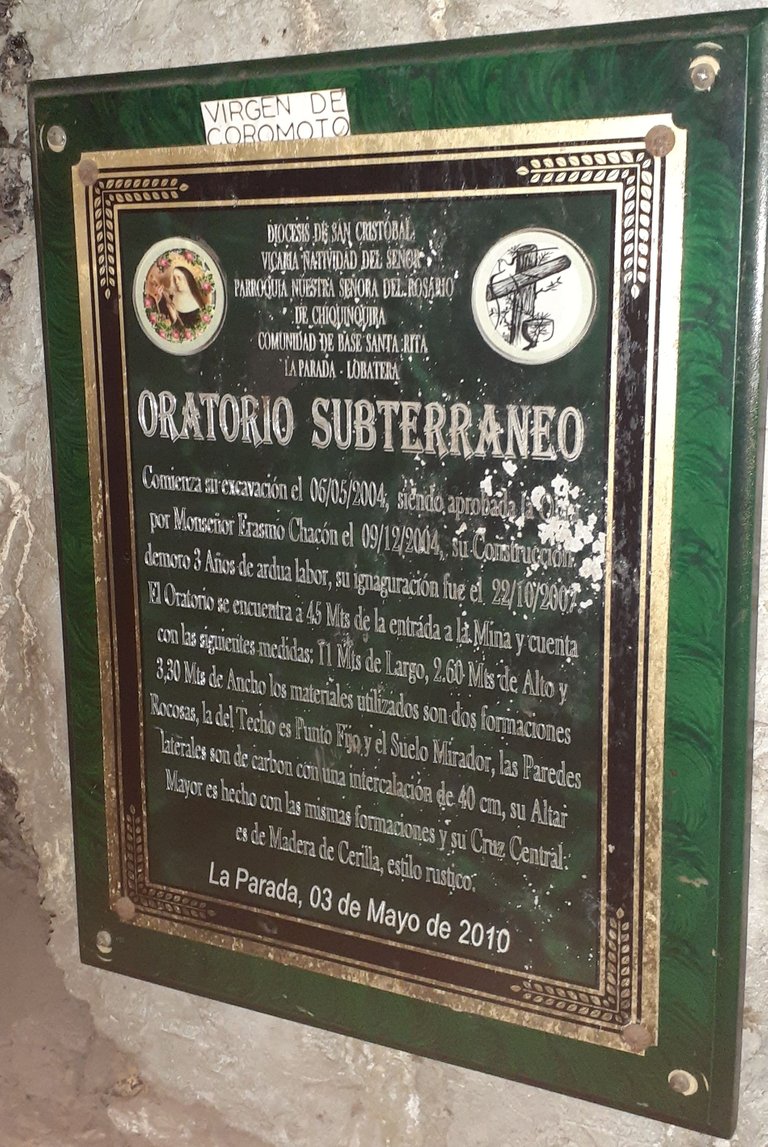 VIRGEN DE
COROMOTO
DIOCESIS DE SAN CRISTOBAL
VICARIA NATIVIDAD DEL SEÑOR
PARROQUIA NUESTRA SEÑORA DEL ROSARIO
DE CHIQUINQUIRA
COMUNIDAD DE BASE SANTA RITA
LA PARADA - LOBATERA
ORATORIO SUBTERRANEO
Comienza su excavación el 06/05/2004, siendo aprobada la
por Monseñor Erasmo Chacón el 09/12/2004, su Construcción
demoro 3 Años de ardua labor, su ignaguración fue el 22/10/2007
El Oratorio se encuentra a 45 Mts de la entrada a la Mina y cuenta
con las siguientes medidas: 11 Mts de Largo, 2.60 Mts de Alto y
3,30 Mts de Ancho los materiales utilizados son dos formaciones
Rocosas, la del Techo es Punto Fijo y el Suelo Mirador, las Paredes
laterales son de carbon con una intercalación de 40 cm, su Altar
Mayor es hecho con las mismas formaciones y su Cruz Central
es de Madera de Cerilla, estilo rustico.
La Parada, 03 de Mayo de 2010